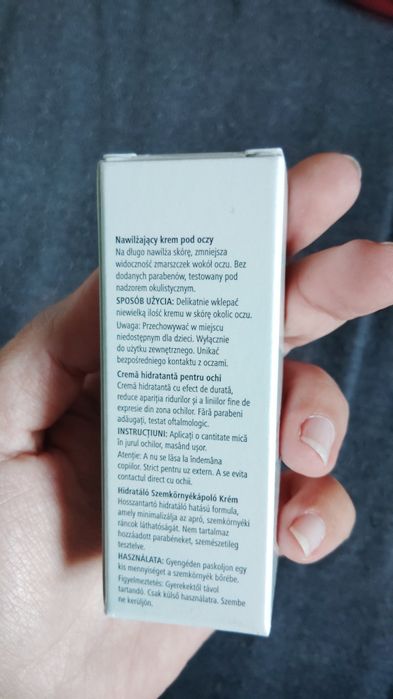 Nawilżający krem pod oczy
Na długo nawilża skórę, zmniejsza
widoczność zmarszczek wokół oczu. Bez
dodanych parabenów, testowany pod
nadzorem okulistycznym.
SPOSÓB UŻYCIA: Delikatnie wklepać
niewielką ilość kremu w skórę okolic oczu.
Uwaga: Przechowywać w miejscu
niedostępnym dla dzieci. Wyłącznie
do użytku zewnętrznego. Unikać
bezpośredniego kontaktu z oczami.
Cremă hidratantă pentru ochi
Cremă hidratantă cu efect de durată,
reduce apariția ridurilor și a liniilor fine de
expresie din zona ochilor. Fără parabeni
adăugați, testat oftalmologic.
INSTRUCȚIUNI: Aplicați o cantitate mică
în jurul ochilor, masând ușor.
Atenție: A nu se lăsa la îndemâna
copiilor. Strict pentru uz extern. A se evita
contactul direct cu ochii.
Hidratáló Szemkörnyékápoló Krém
Hosszantartó hidratáló hatású formula,
amely minimalizálja az apró, szemkörnyéki
ráncok láthatóságát. Nem tartalmaz
hozzáadott parabéneket, szemészetileg
tesztelve.
HASZNÁLATA: Gyengéden paskoljon egy
kis mennyiséget a szemkörnyék bőrébe.
Figyelmeztetés: Gyerekektől távol
tartandó. Csak külső használatra. Szembe
ne kerüljön.